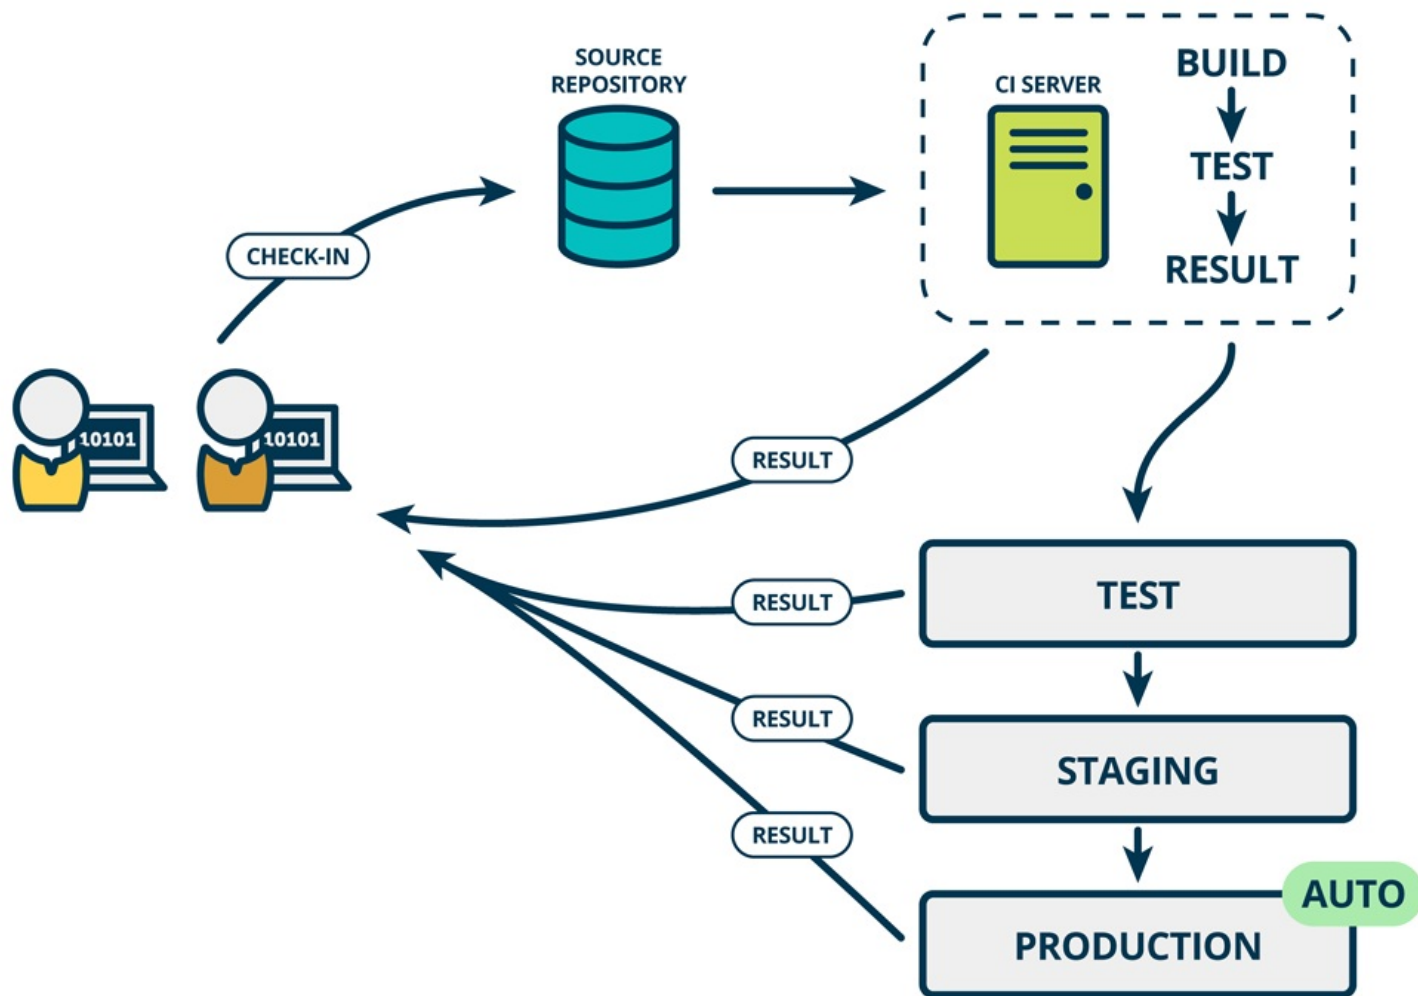 SOURCE
REPOSITORY
CI SERVER
BUILD
TEST
RESULT
CHECK-IN
10101
10101
RESULT
RESULT
TEST
RESULT
STAGING
RESULT
AUTO
PRODUCTION